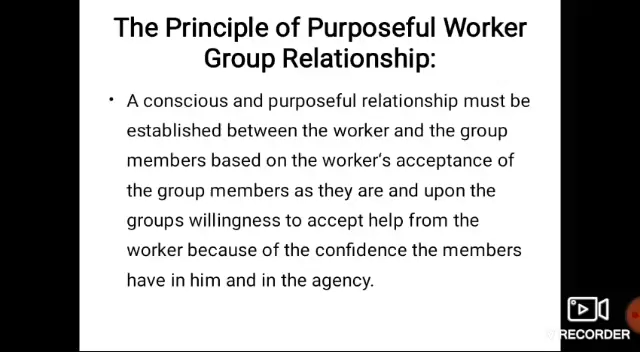 The Principle of Purposeful Worker
Group Relationship:
• A conscious and purposeful relationship must be
established between the worker and the group
members based on the worker's acceptance of
the group members as they are and upon the
groups willingness to accept help from the
worker because of the confidence the members
have in him and in the agency.
RECORDER